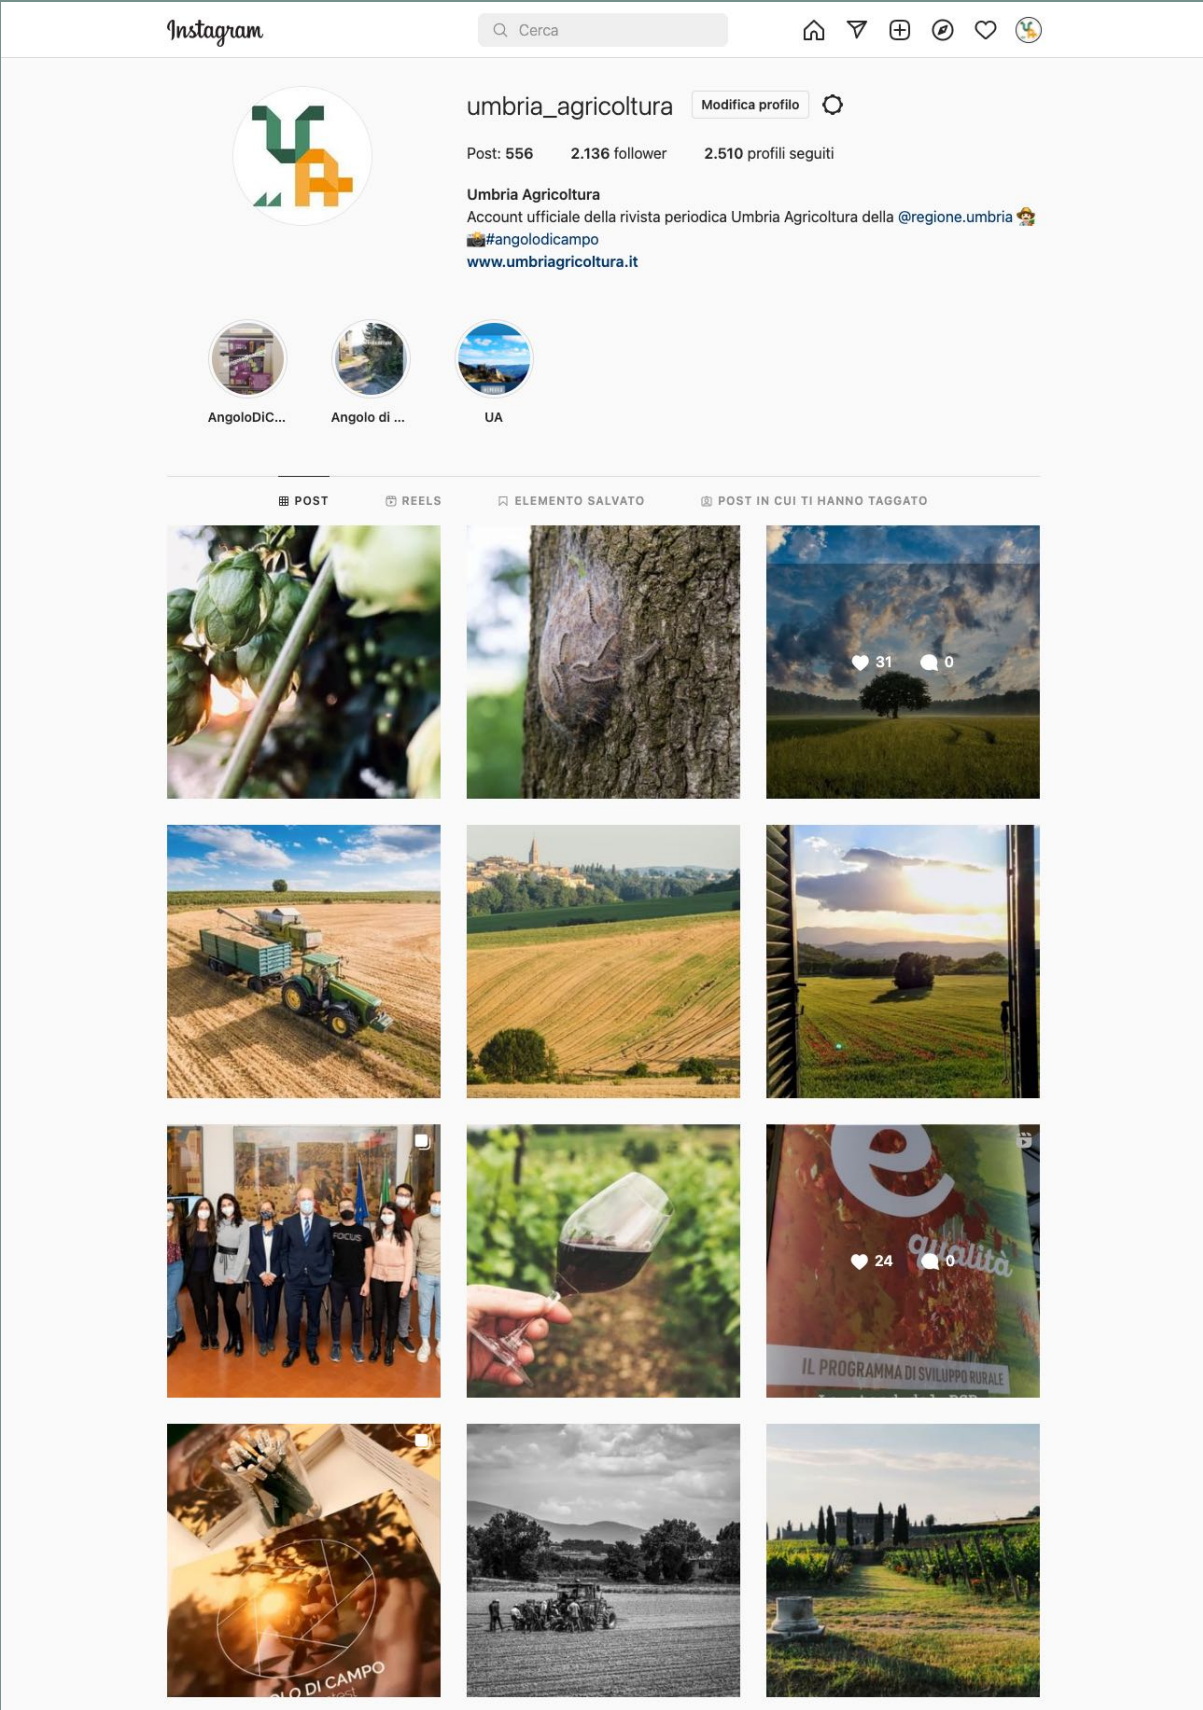 Instagram
Cerca
umbria_agricoltura Modifica profilo
Post: 556 2.136 follower 2.510 profili seguiti
Umbria Agricoltura
Account ufficiale della rivista periodica Umbria Agricoltura della @regione.umbria
#angolodicampo
www.umbriagricoltura.it
AngoloDiC... Angolo di ... UA
POST REELS ELEMENTO SALVATO POST IN CUI TI HANNO TAGGATO
31 0
FOCUS
e
qualità
24 0
IL PROGRAMMA DI SVILUPPO RURALE
OLO DI CAMPO